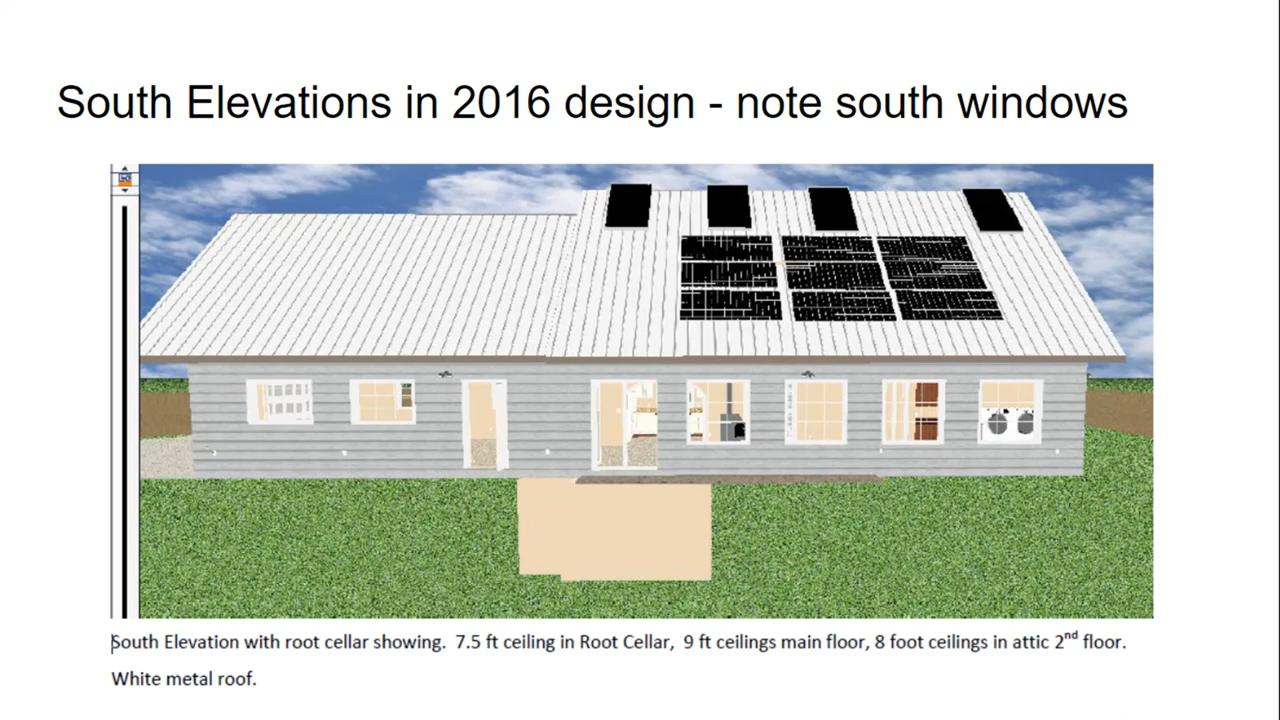 South Elevations in 2016 design - note south windows
South Elevation with root cellar showing.  7.5 ft ceiling in Root Cellar,  9 ft ceilings main floor, 8 foot ceilings in attic 2nd floor.
White metal roof.